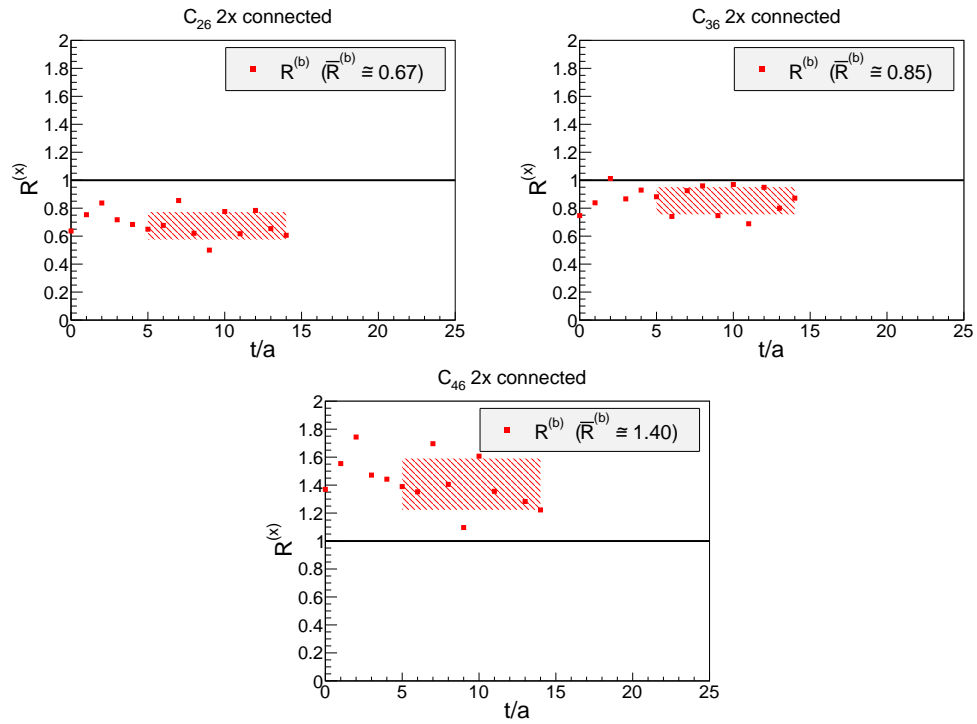 C₂₆ 2x connected
R⁽ᵇ⁾ (R̅⁽ᵇ⁾ ≅ 0.67)
R⁽ˣ⁾
2
1.8
1.6
1.4
1.2
1
0.8
0.6
0.4
0.2
0
0 5 10 15 20 25
t/a
C₃₆ 2x connected
R⁽ᵇ⁾ (R̅⁽ᵇ⁾ ≅ 0.85)
R⁽ˣ⁾
2
1.8
1.6
1.4
1.2
1
0.8
0.6
0.4
0.2
0
0 5 10 15 20 25
t/a
C₄₆ 2x connected
R⁽ᵇ⁾ (R̅⁽ᵇ⁾ ≅ 1.40)
R⁽ˣ⁾
2
1.8
1.6
1.4
1.2
1
0.8
0.6
0.4
0.2
0
0 5 10 15 20 25
t/a